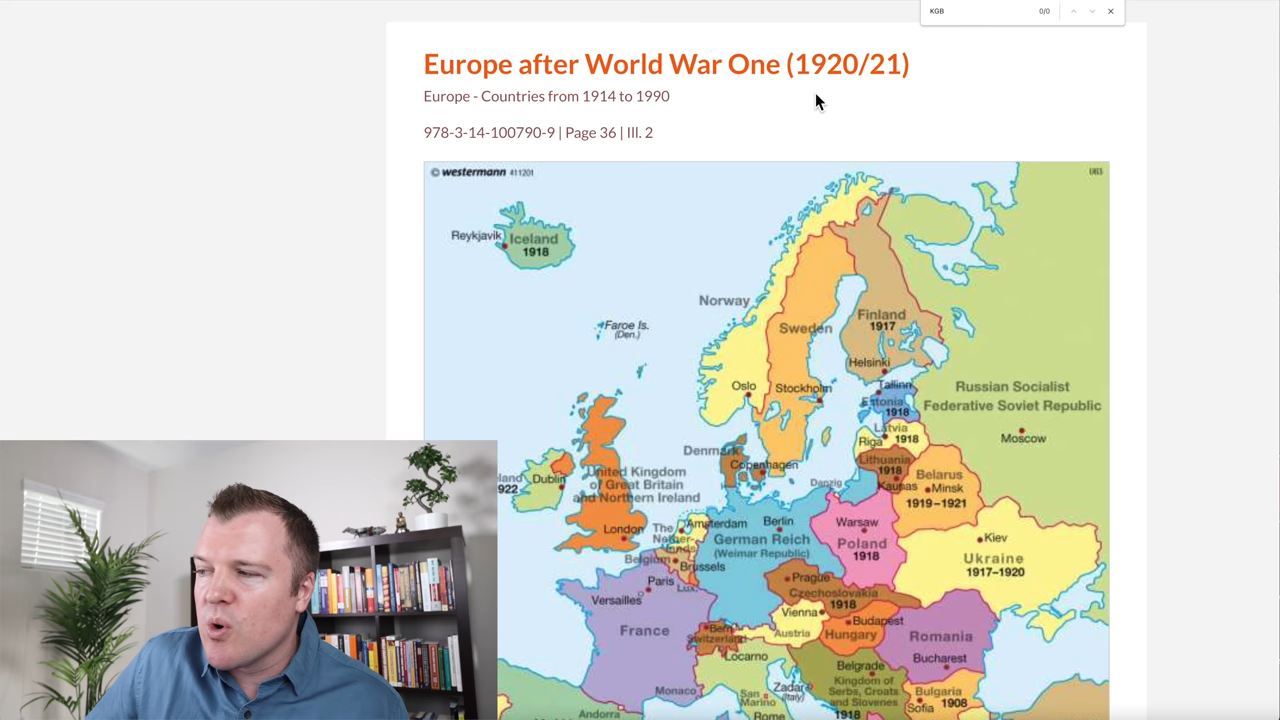 KGB
0/0
Europe after World War One (1920/21)
Europe - Countries from 1914 to 1990
978-3-14-100790-9 | Page 36 | Ill. 2
© westermann 411201
Reykjavik
Iceland
1918
Norway
Faroe Is.
(Den.)
Sweden
Finland
1917
Helsinki
Oslo
Stockholm
Tallinn
Estonia
1918
Russian Socialist
Federative Soviet Republic
Moscow
Latvia
Riga
1918
Denmark
Copenhagen
Lithuania
1918
Kaunas
Danzig
Belarus
Minsk
1919–1921
land
922
Dublin
United Kingdom
of Great Britain
and Northern Ireland
London
The
Nether-
lands
Amsterdam
Berlin
German Reich
(Weimar Republic)
Warsaw
Poland
1918
Kiev
Ukraine
1917–1920
Belgium
Brussels
Lux.
Paris
Versailles
Prague
Czechoslovakia
1918
Vienna
Austria
Budapest
Hungary
France
Bern
Switzerland
Locarno
Romania
Bucharest
Belgrade
Kingdom of
Serbs, Croats
and Slovenes
1918
Monaco
San
Marino
Zadar
(Italy)
Rome
Bulgaria
1908
Sofia
Andorra